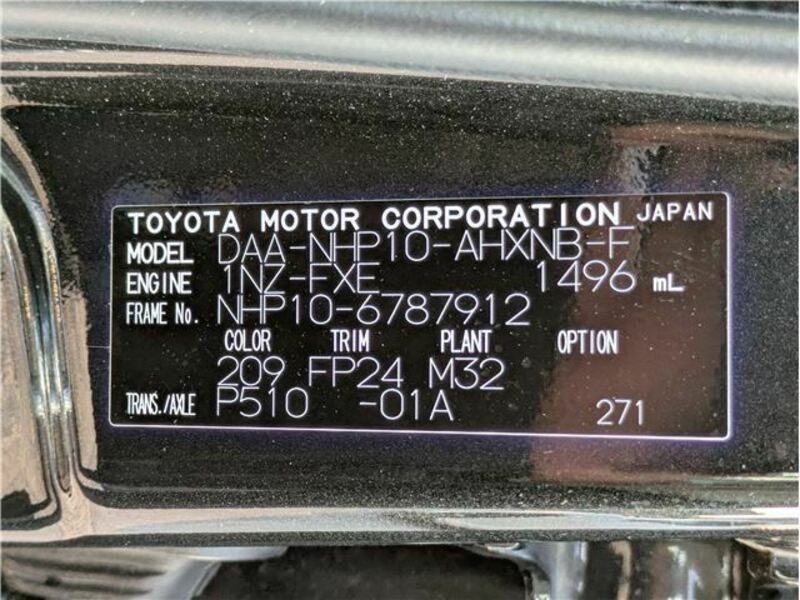 TOYOTA MOTOR CORPORATION JAPAN
MODEL DAA-NHP10-AHXNB-F
ENGINE 1NZ-FXE 1496 mL
FRAME No. NHP10-6787912
COLOR TRIM PLANT OPTION
209 FP24 M32
TRANS./AXLE P510 -01A 271